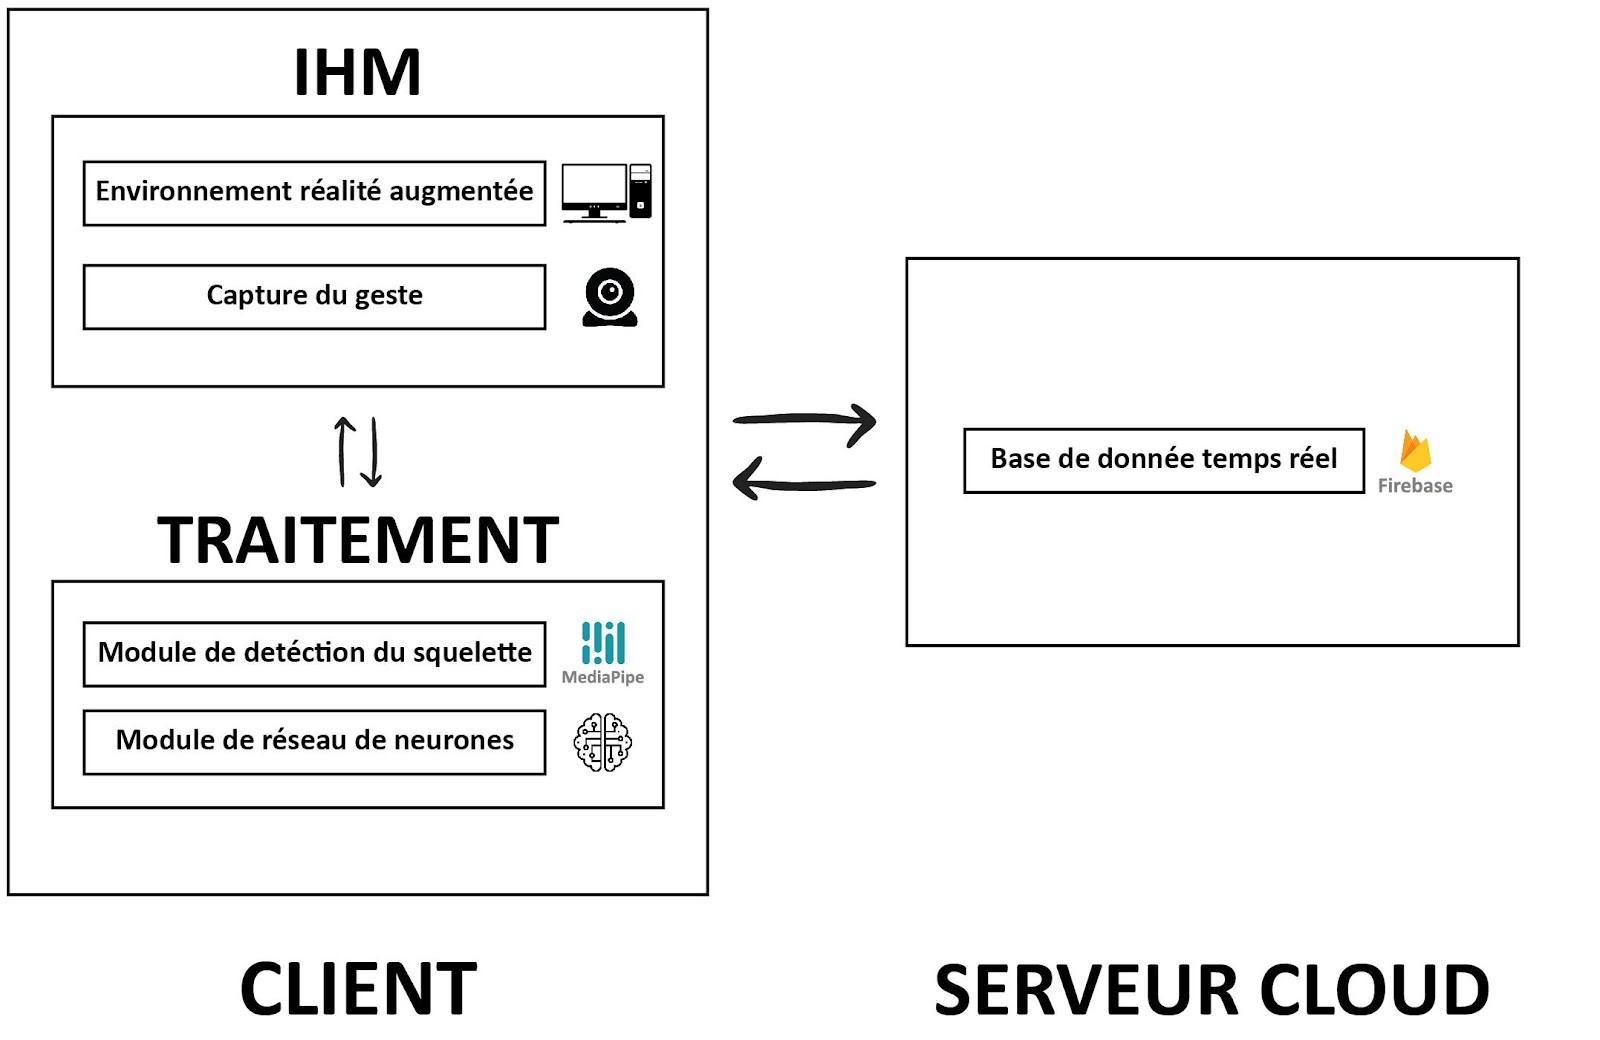 IHM
Environnement réalité augmentée
Capture du geste
TRAITEMENT
Module de detéction du squelette
MediaPipe
Module de réseau de neurones
CLIENT
Base de donnée temps réel
Firebase
SERVEUR CLOUD